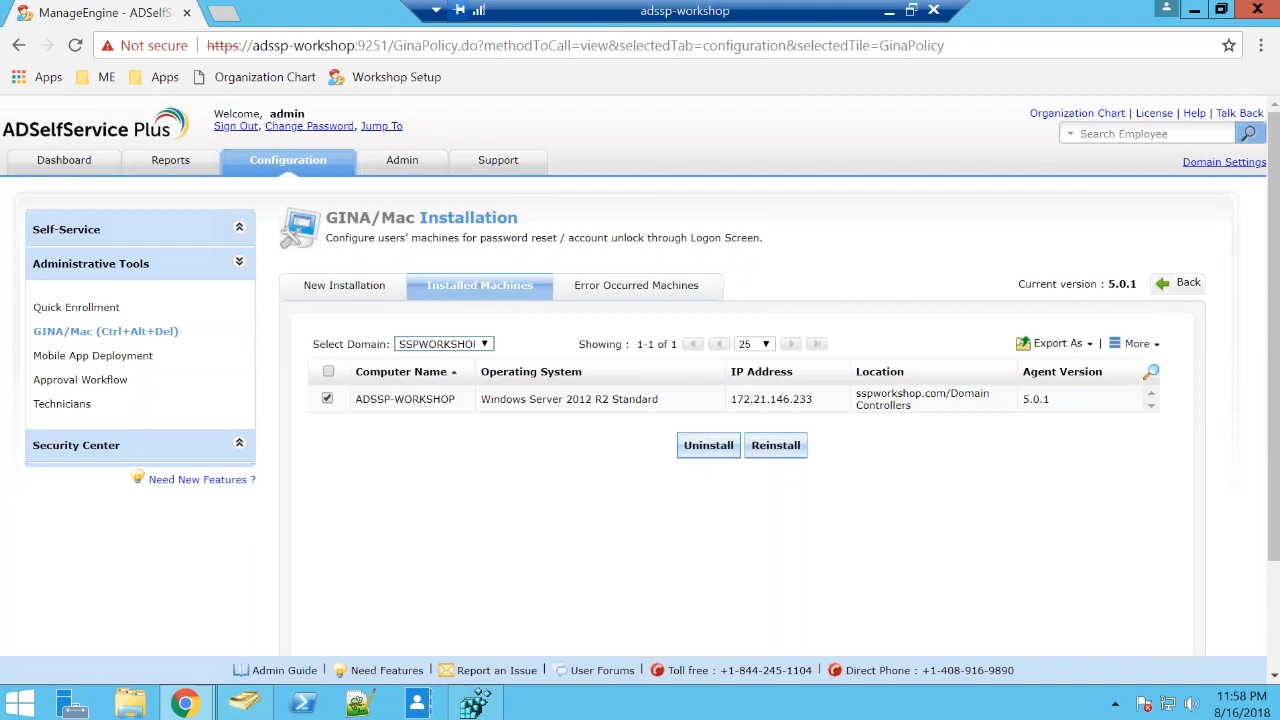 ManageEngine - ADSelfS
adssp-workshop
Not secure
https://adssp-workshop:9251/GinaPolicy.do?methodToCall=view&selectedTab=configuration&selectedTile=GinaPolicy
Apps
ME
Apps
Organization Chart
Workshop Setup
ADSelfService Plus
Welcome, admin
Sign Out, Change Password, Jump To
Organization Chart | License | Help | Talk Back
Search Employee
Dashboard
Reports
Configuration
Admin
Support
Domain Settings
Self-Service
Administrative Tools
Quick Enrollment
GINA/Mac (Ctrl+Alt+Del)
Mobile App Deployment
Approval Workflow
Technicians
Security Center
Need New Features ?
GINA/Mac Installation
Configure users' machines for password reset / account unlock through Logon Screen.
New Installation
Installed Machines
Error Occurred Machines
Current version : 5.0.1
Back
Select Domain: SSPWORKSHOI
Showing : 1-1 of 1
25
Export As
|
More
Computer Name
Operating System
IP Address
Location
Agent Version
ADSSP-WORKSHOP
Windows Server 2012 R2 Standard
172.21.146.233
sspworkshop.com/Domain
Controllers
5.0.1
Uninstall
Reinstall
Admin Guide | Need Features | Report an Issue | User Forums | Toll free : +1-844-245-1104 | Direct Phone : +1-408-916-9890
11:58 PM
8/16/2018